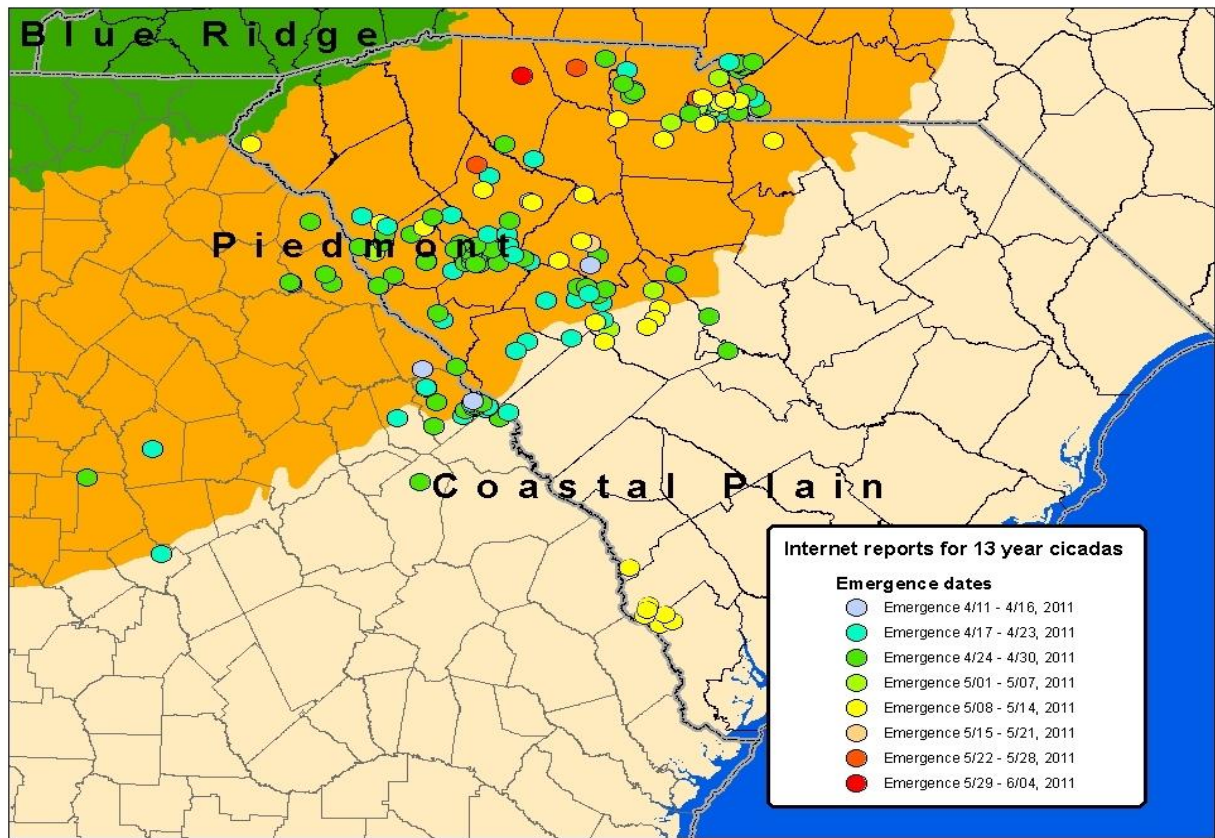 Blue Ridge
Piedmont
Coastal Plain
Internet reports for 13 year cicadas
Emergence dates
Emergence 4/11 - 4/16, 2011
Emergence 4/17 - 4/23, 2011
Emergence 4/24 - 4/30, 2011
Emergence 5/01 - 5/07, 2011
Emergence 5/08 - 5/14, 2011
Emergence 5/15 - 5/21, 2011
Emergence 5/22 - 5/28, 2011
Emergence 5/29 - 6/04, 2011